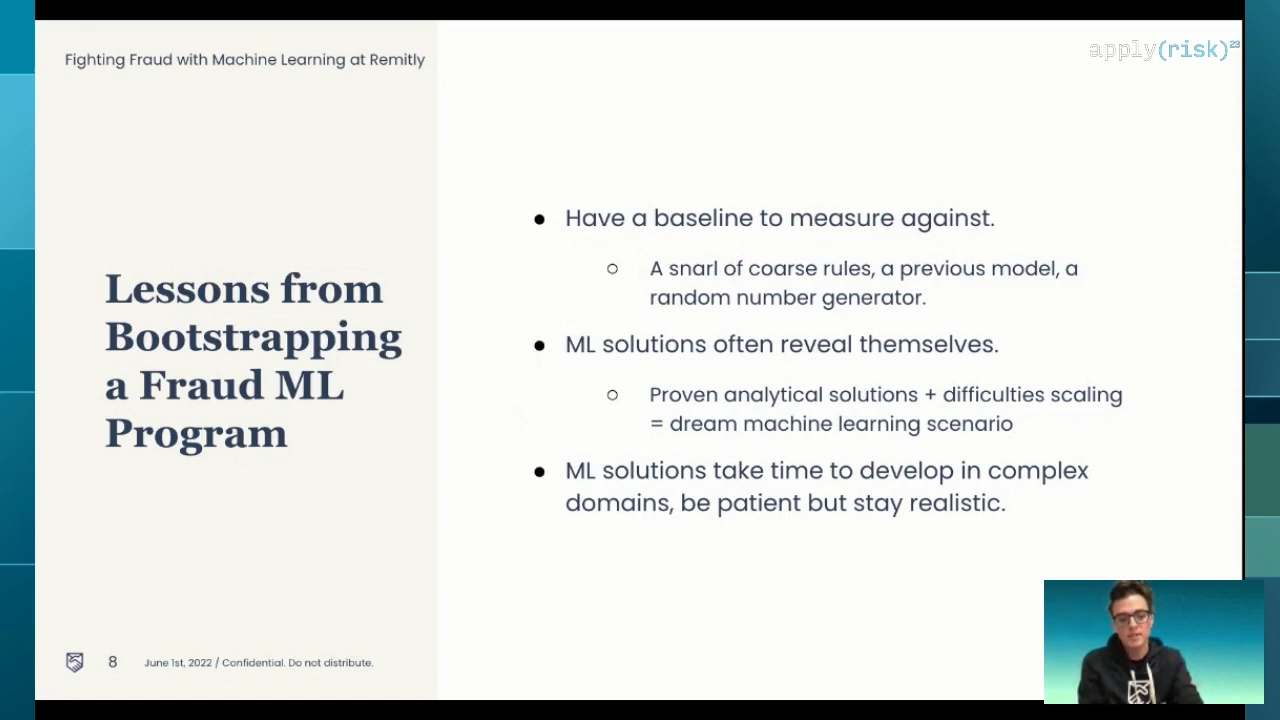 Fighting Fraud with Machine Learning at Remitly
apply(risk)²³
Lessons from
Bootstrapping
a Fraud ML
Program
● Have a baseline to measure against.
○ A snarl of coarse rules, a previous model, a
random number generator.
● ML solutions often reveal themselves.
○ Proven analytical solutions + difficulties scaling
= dream machine learning scenario
● ML solutions take time to develop in complex
domains, be patient but stay realistic.
8 June 1st, 2022 / Confidential. Do not distribute.